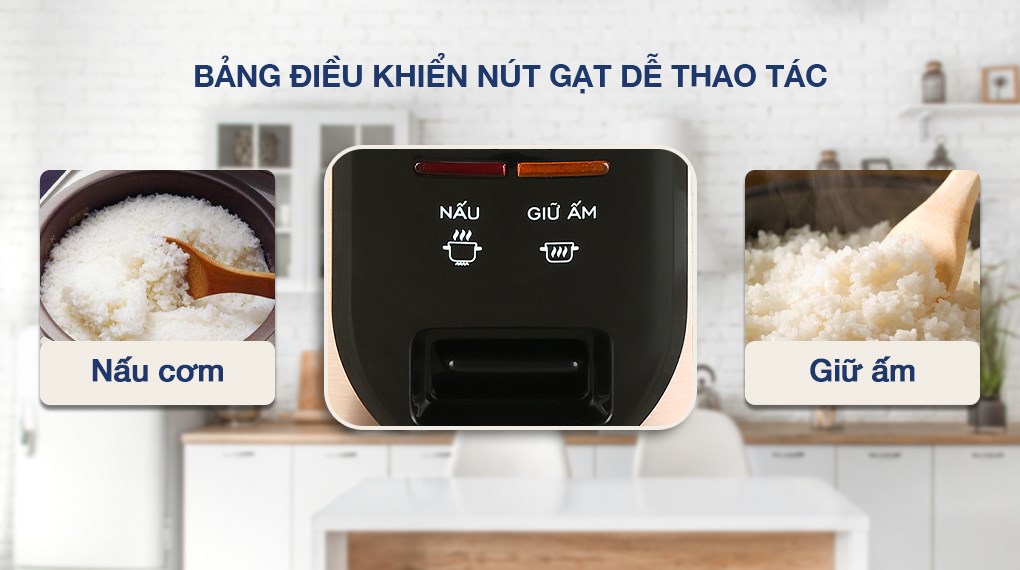 BẢNG ĐIỀU KHIỂN NÚT GẠT DỄ THAO TÁC
NẤU
GIỮ ẤM
Nấu cơm
Giữ ấm